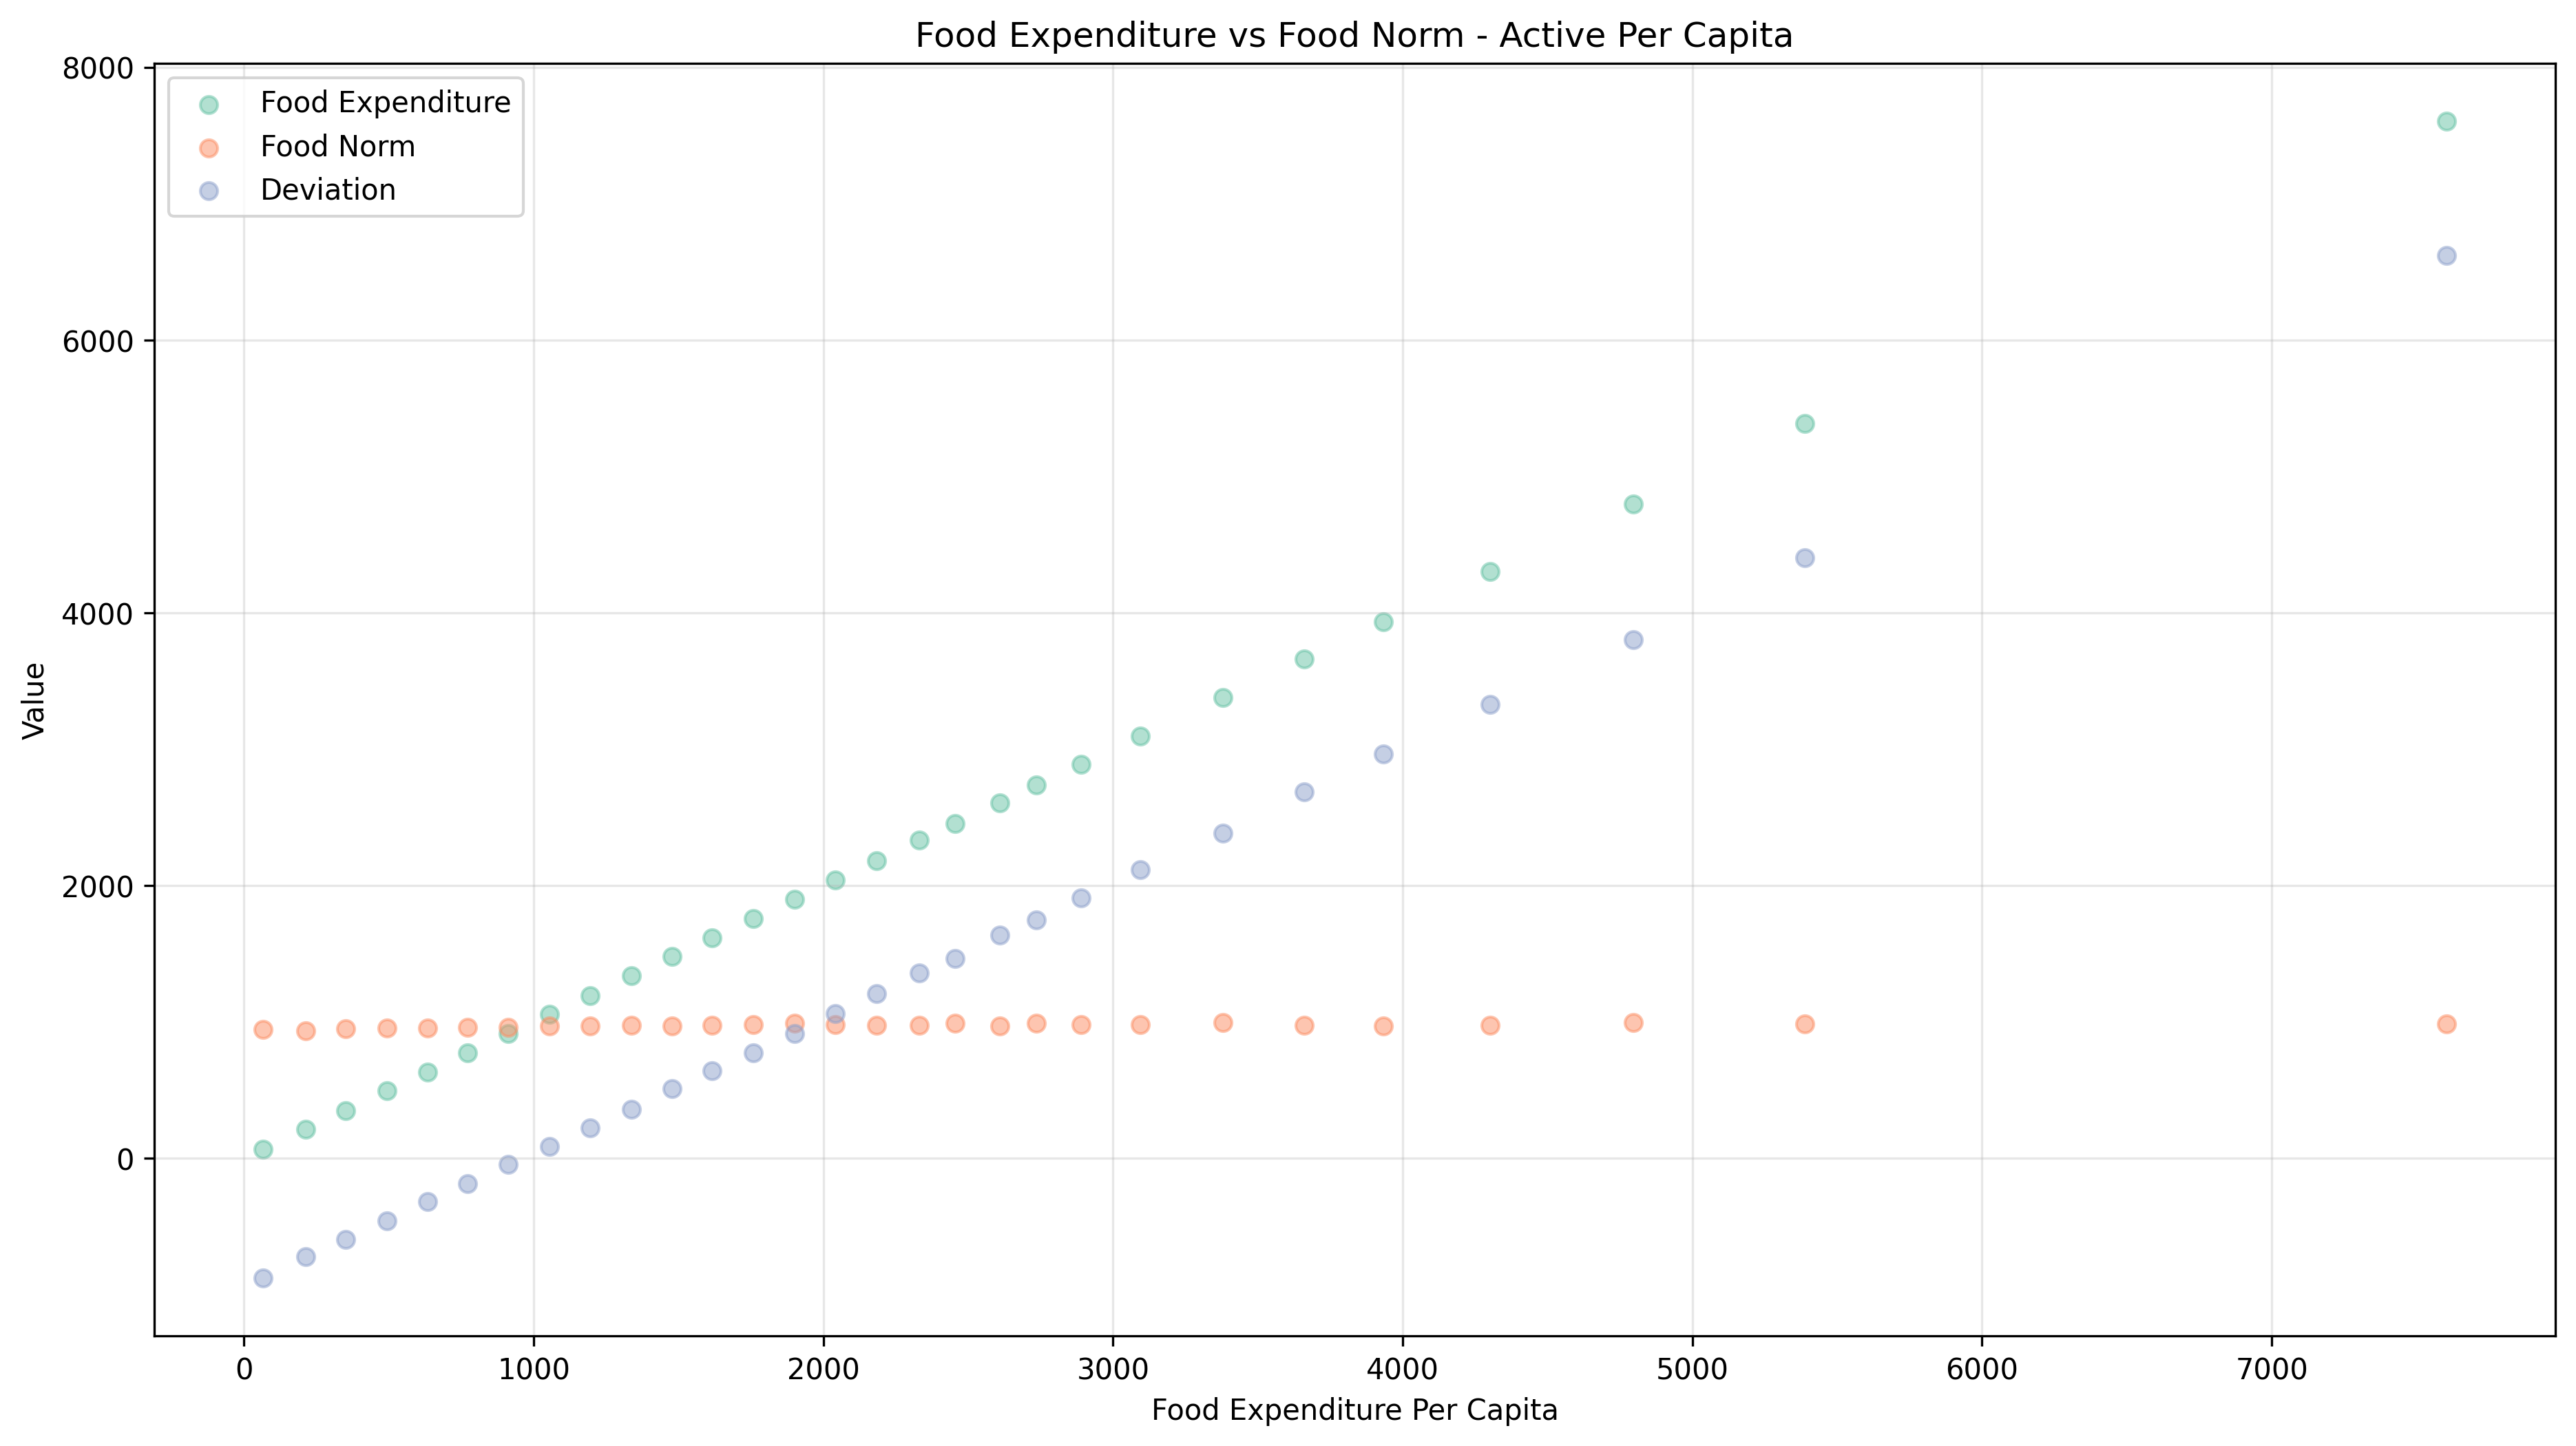 Food Expenditure vs Food Norm - Active Per Capita
8000
6000
4000
2000
0
Value
Food Expenditure
Food Norm
Deviation
0 1000 2000 3000 4000 5000 6000 7000
Food Expenditure Per Capita